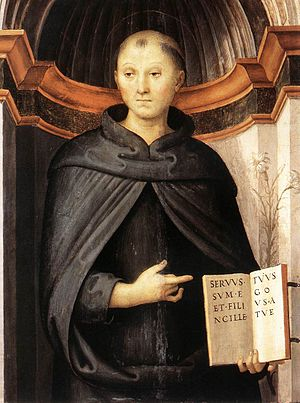 SERVVS·
SVM·E
ET·FILI
NCILLE
TVVS
GO
VS·A
TVE